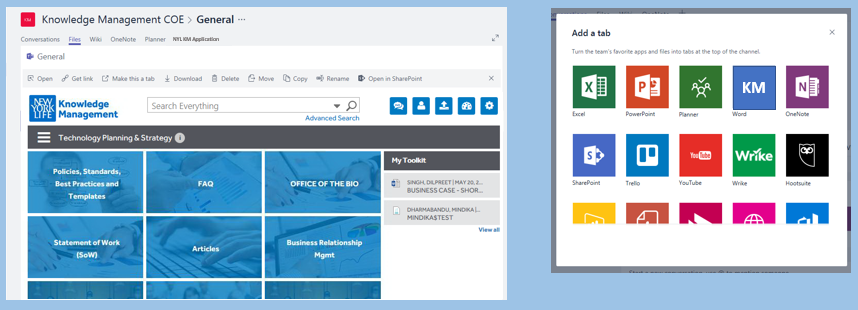 KM Knowledge Management COE > General ···
Conversations Files Wiki OneNote Planner NYL KM Application
General
Open Get link Make this a tab Download Delete Move Copy Rename Open in SharePoint
NEW YORK LIFE Knowledge Management
Search Everything
Advanced Search
Technology Planning & Strategy
Policies, Standards, Best Practices and Templates
FAQ
OFFICE OF THE BIO
Statement of Work (SoW)
Articles
Business Relationship Mgmt
My Toolkit
SINGH, DILPREET | MAY 20, 2...
BUSINESS CASE - SHOR...
DHARMABANDU, MINDIKA |...
MINDIKA$TEST
View all
Add a tab
Turn the team's favorite apps and files into tabs at the top of the channel.
Excel
PowerPoint
Planner
KM
Word
OneNote
SharePoint
Trello
YouTube
YouTube
Wrike
Wrike
Hootsuite